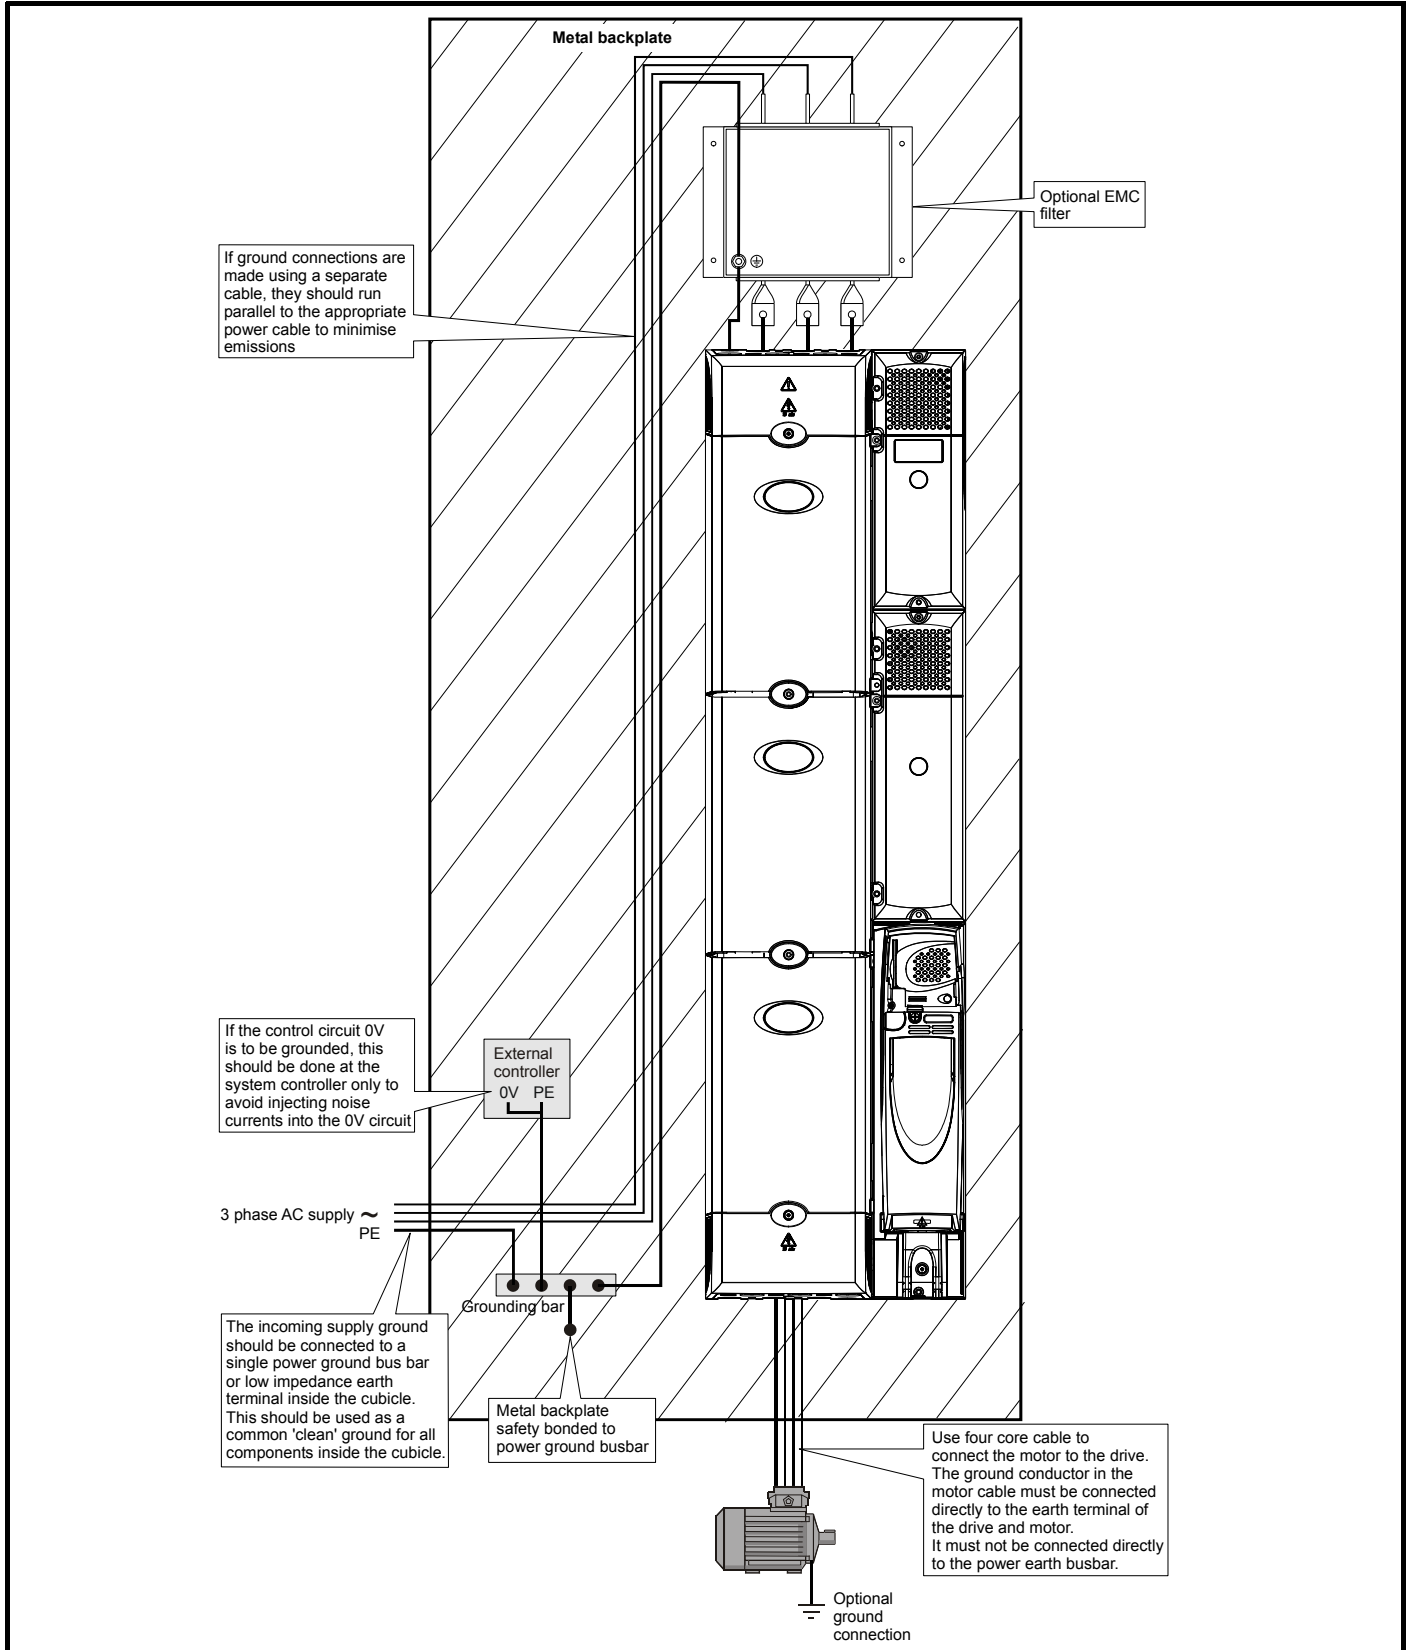 Metal backplate
Optional EMC
filter
If ground connections are
made using a separate
cable, they should run
parallel to the appropriate
power cable to minimise
emissions
If the control circuit 0V
is to be grounded, this
should be done at the
system controller only to
avoid injecting noise
currents into the 0V circuit
External
controller
0V PE
3 phase AC supply ~
PE
Grounding bar
The incoming supply ground
should be connected to a
single power ground bus bar
or low impedance earth
terminal inside the cubicle.
This should be used as a
common 'clean' ground for all
components inside the cubicle.
Metal backplate
safety bonded to
power ground busbar
Use four core cable to
connect the motor to the drive.
The ground conductor in the
motor cable must be connected
directly to the earth terminal of
the drive and motor.
It must not be connected directly
to the power earth busbar.
Optional
ground
connection